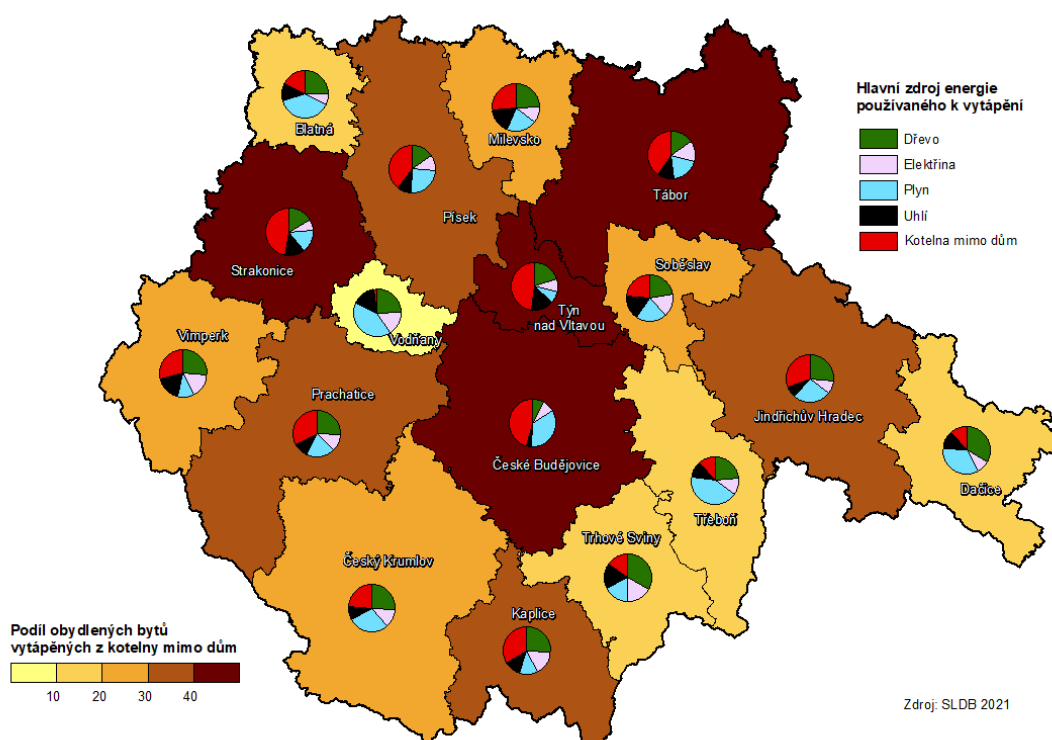 Hlavní zdroj energie
používaného k vytápění
Dřevo
Elektřina
Plyn
Uhlí
Kotelna mimo dům
Blatná
Milevsko
Písek
Tábor
Strakonice
Soběslav
Týn
nad Vltavou
Vodňany
Vimperk
Prachatice
Jindřichův Hradec
České Budějovice
Dačice
Třeboň
Trhové Sviny
Český Krumlov
Kaplice
Podíl obydlených bytů
vytápěných z kotelny mimo dům
10 20 30 40
Zdroj: SLDB 2021